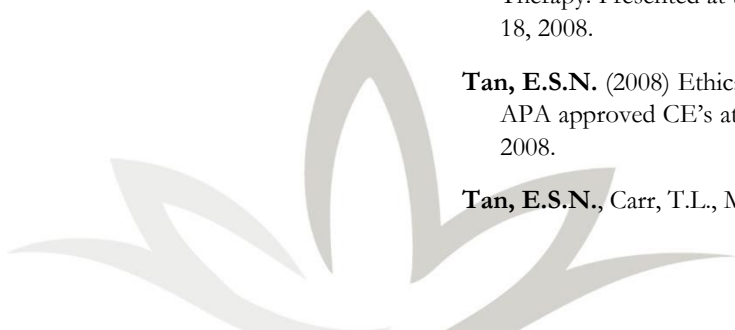 Therapy. Presented at
18, 2008.
Tan, E.S.N. (2008) Ethic
APA approved CE's at
2008.
Tan, E.S.N., Carr, T.L.,